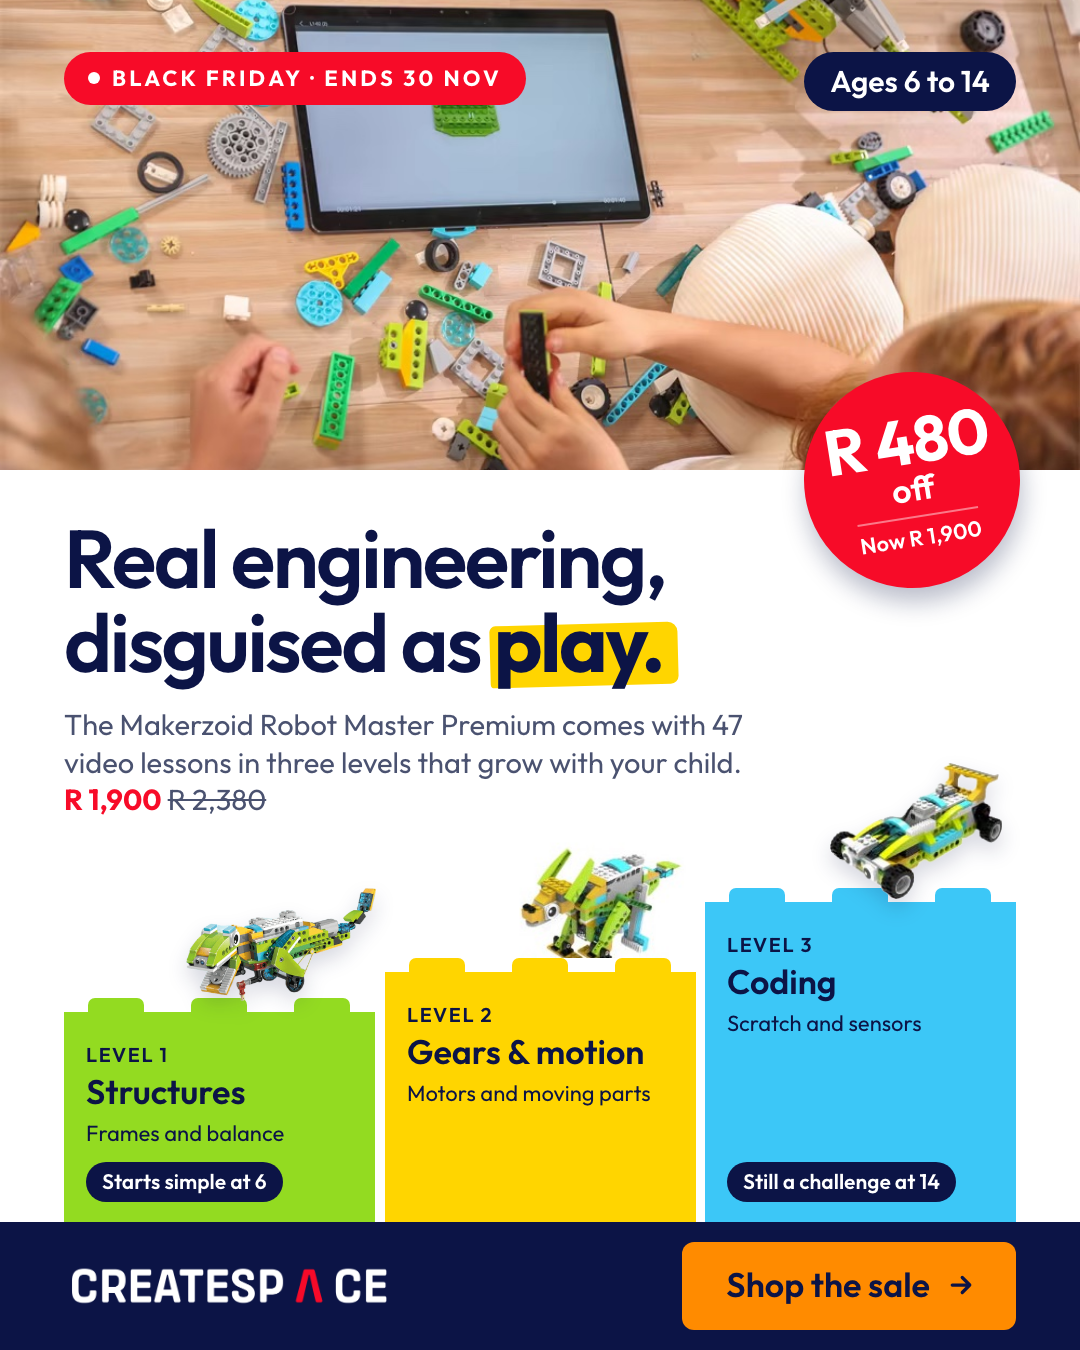 BLACK FRIDAY · ENDS 30 NOV
Ages 6 to 14
R 480
off
Now R 1,900
Real engineering,
disguised as play.
The Makerzoid Robot Master Premium comes with 47
video lessons in three levels that grow with your child.
R 1,900 R 2,380
LEVEL 1
Structures
Frames and balance
Starts simple at 6
LEVEL 2
Gears & motion
Motors and moving parts
LEVEL 3
Coding
Scratch and sensors
Still a challenge at 14
CREATESPACE
Shop the sale →